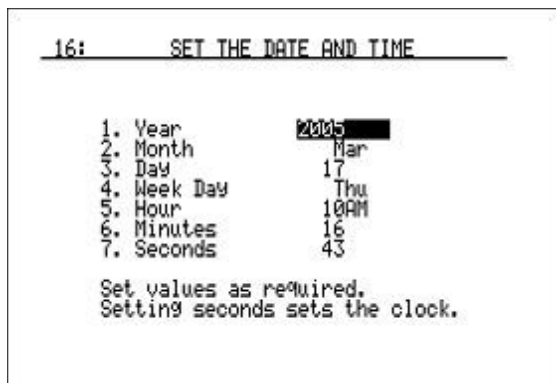 16: SET THE DATE AND TIME
1. Year 2005
2. Month Mar
3. Day 17
4. Week Day Thu
5. Hour 10AM
6. Minutes 16
7. Seconds 43
Set values as required.
Setting seconds sets the clock.